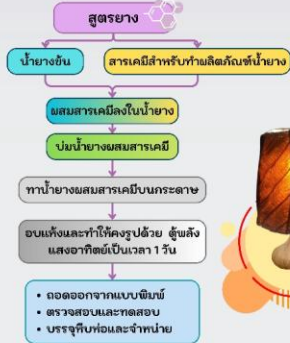 สูตรยาง
น้ำยางข้น
สารเคมีสำหรับทำผลิตภัณฑ์น้ำยาง
ผสมสารเคมีลงในน้ำยาง
บ่มน้ำยางผสมสารเคมี
ทาน้ำยางผสมสารเคมีบนกระดาษ
อบแห้งและทำให้คงรูปด้วย ตู้พลัง
แสงอาทิตย์เป็นเวลา 1 วัน
• ถอดออกจากแบบพิมพ์
• ตรวจสอบและทดสอบ
• บรรจุหีบห่อและจำหน่าย